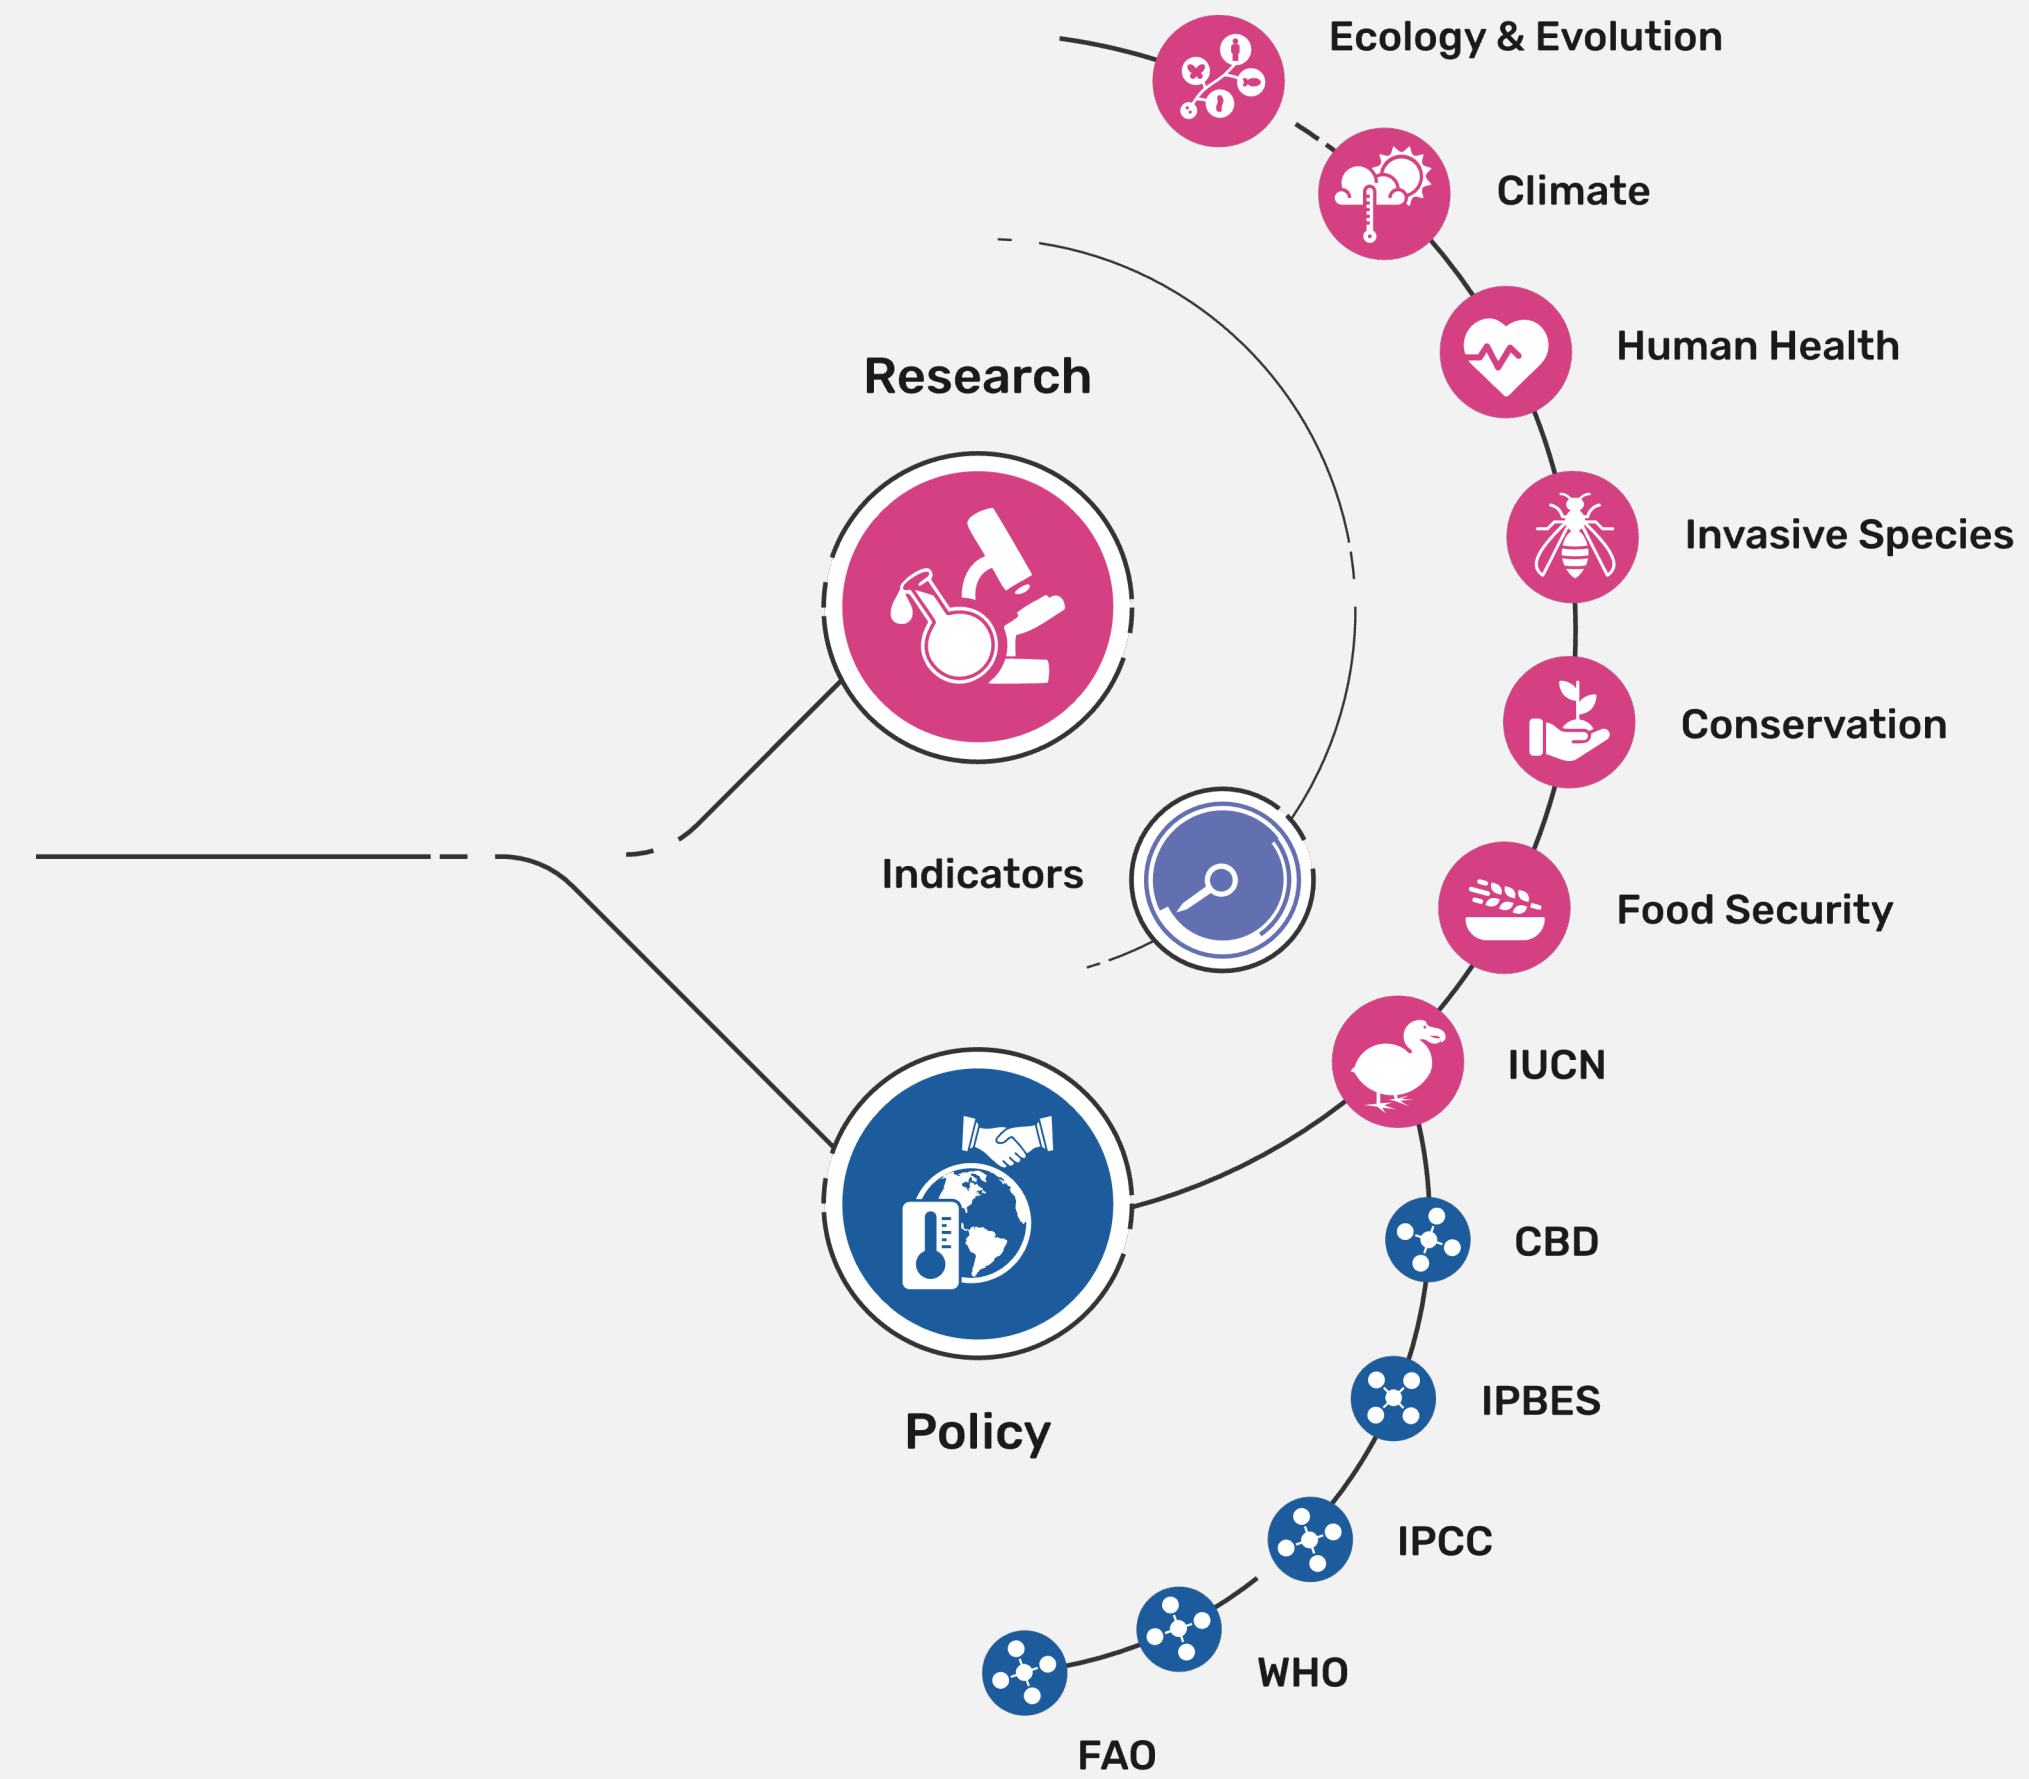 Ecology & Evolution
Climate
Human Health
Research
Invasive Species
Conservation
Indicators
Food Security
IUCN
CBD
IPBES
Policy
IPCC
WHO
FAO